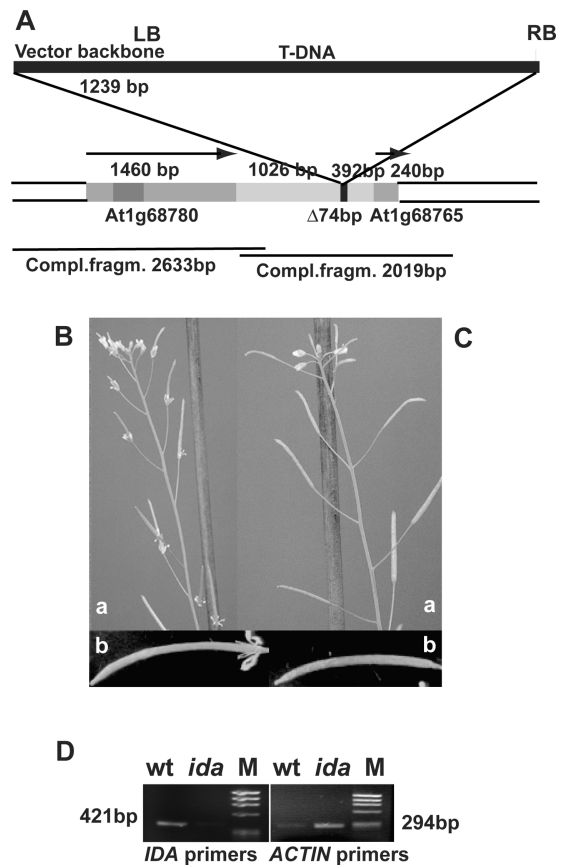 A
LB
RB
Vector backbone T-DNA
1239 bp
1460 bp 1026 bp 392bp 240bp
At1g68780 Δ74bp At1g68765
Compl.fragm. 2633bp
Compl.fragm. 2019bp
B C
a a
b b
D
wt ida M wt ida M
421bp 294bp
IDA primers ACTIN primers